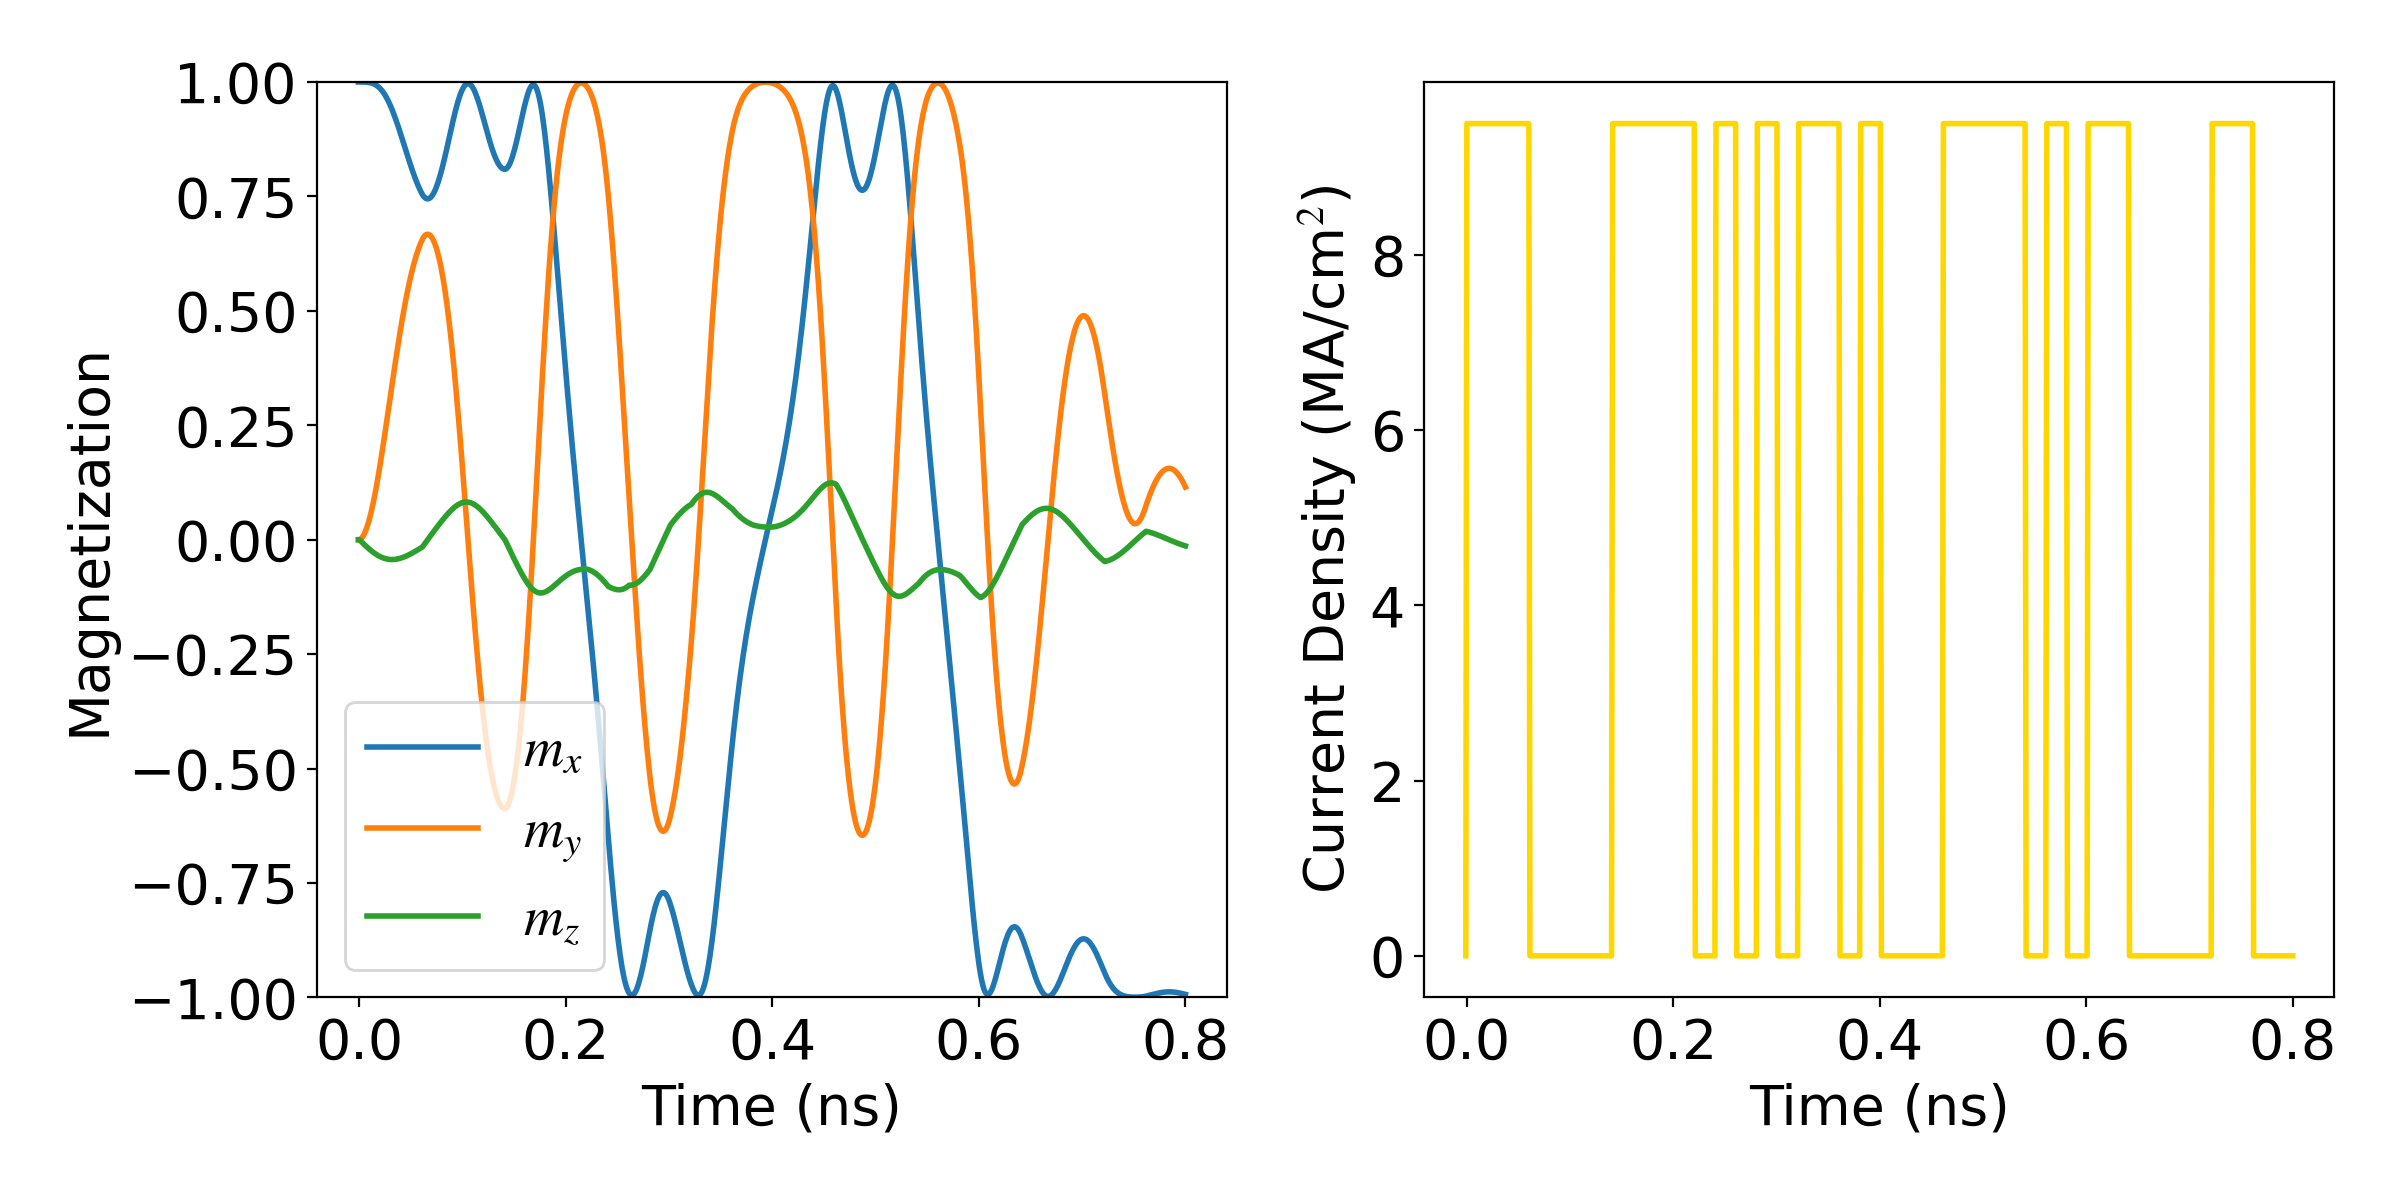 Magnetization
1.00
0.75
0.50
0.25
0.00
−0.25
−0.50
−0.75
−1.00
m_x
m_y
m_z
0.0 0.2 0.4 0.6 0.8
Time (ns)
Current Density (MA/cm²)
8
6
4
2
0
0.0 0.2 0.4 0.6 0.8
Time (ns)